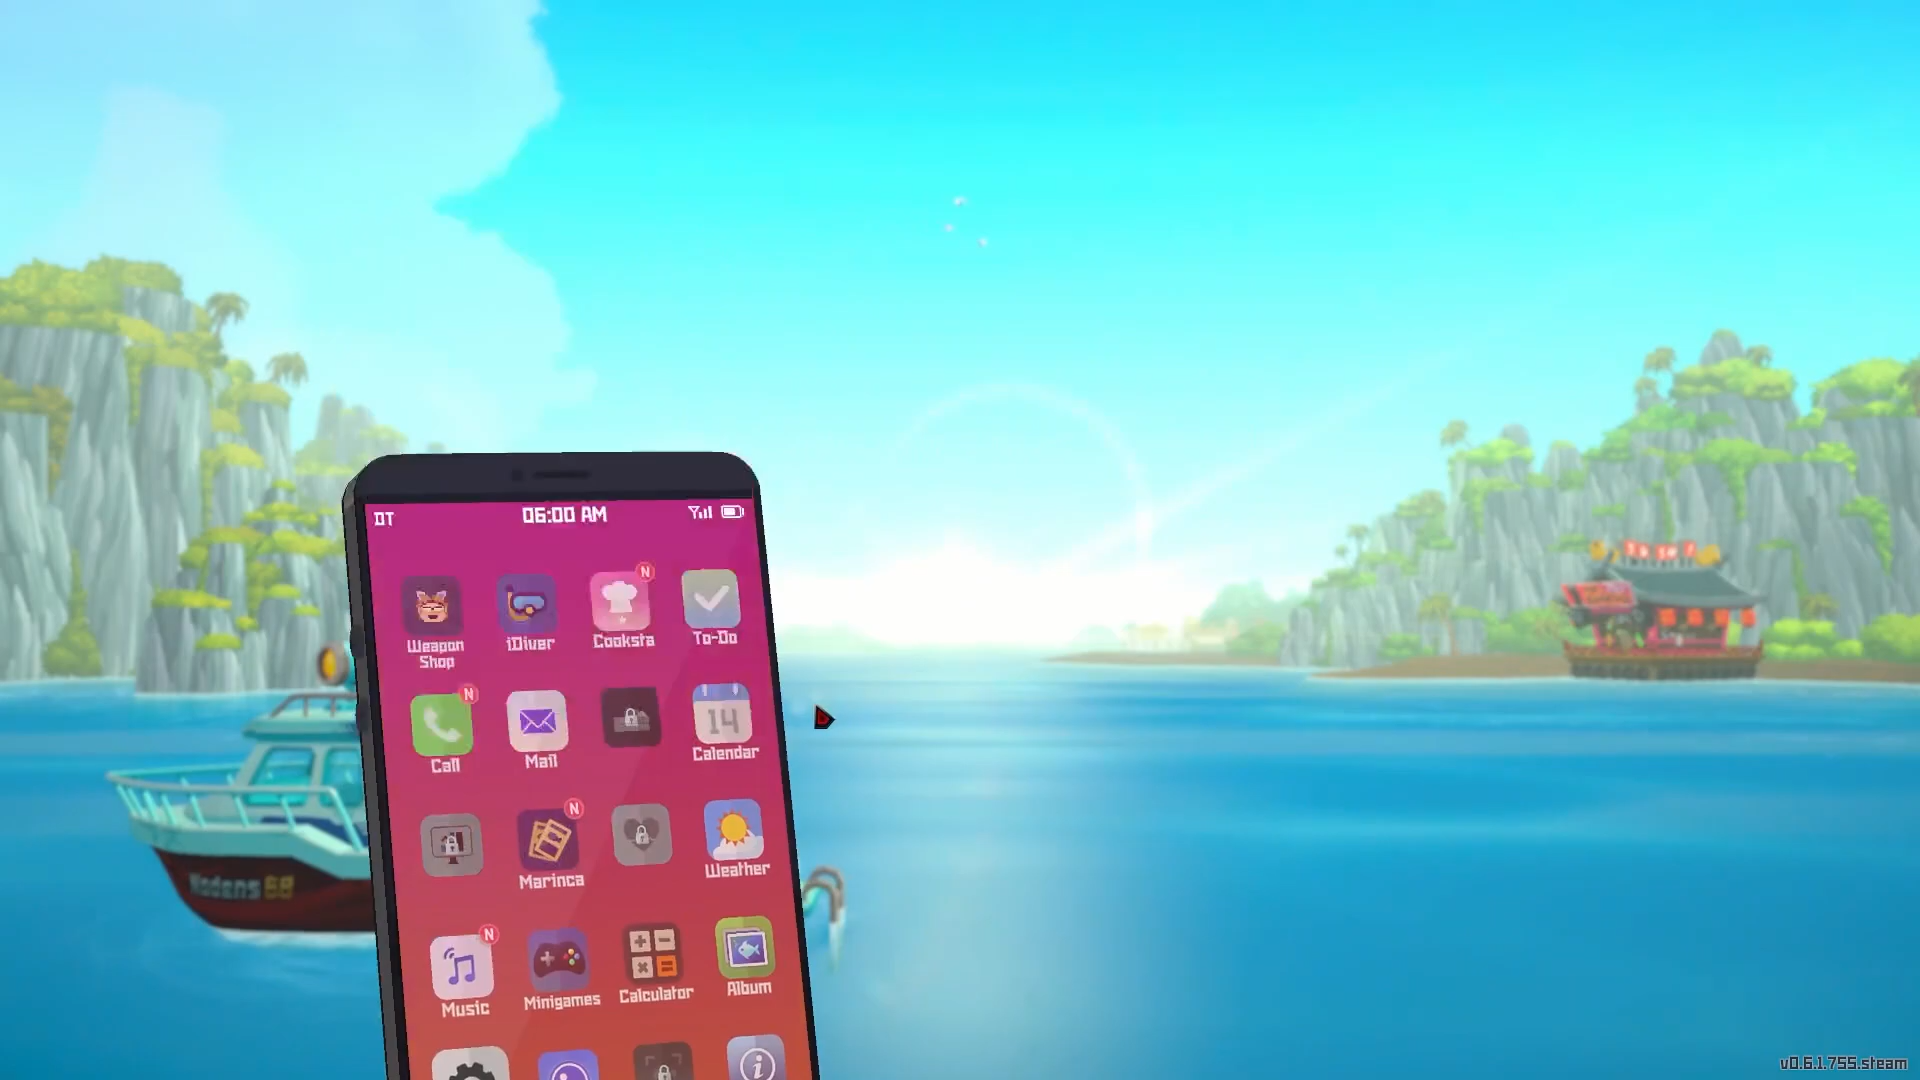 DT 06:00 AM
N
Weapon Shop
iDiver
Cooksta
To-Do
N
Call
Mail
14
Calendar
N
Marinca
Weather
N
Music
Minigames
Calculator
Album
68
v0.6.1.755.steam